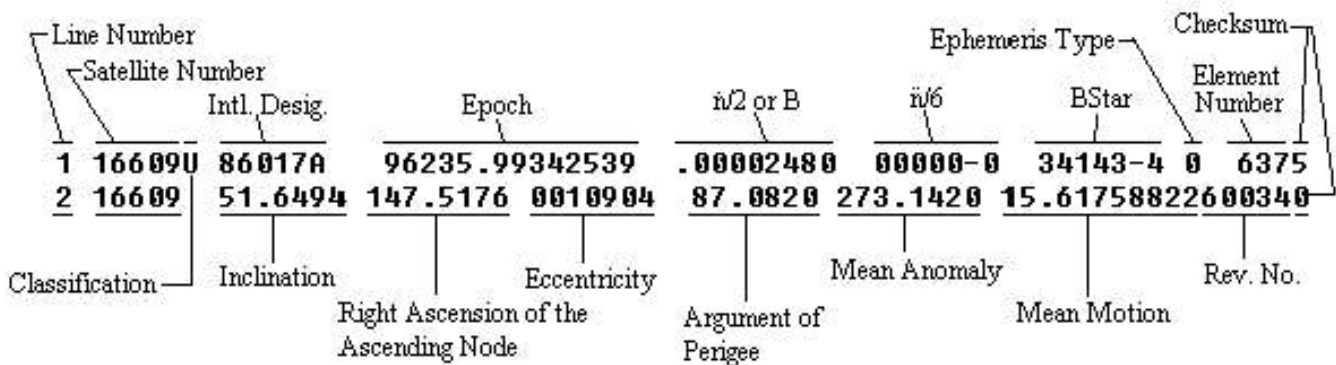 Checksum
Line Number
Ephemeris Type
Satellite Number
Element
Number
Intl. Desig.
Epoch
ṅ/2 or B
n̈/6
BStar
1 16609U 86017A 96235.99342539 .00002480 00000-0 34143-4 0 6375
2 16609 51.6494 147.5176 0010904 87.0820 273.1420 15.61758822600340
Classification
Inclination
Eccentricity
Mean Anomaly
Rev. No.
Right Ascension of the
Ascending Node
Argument of
Perigee
Mean Motion